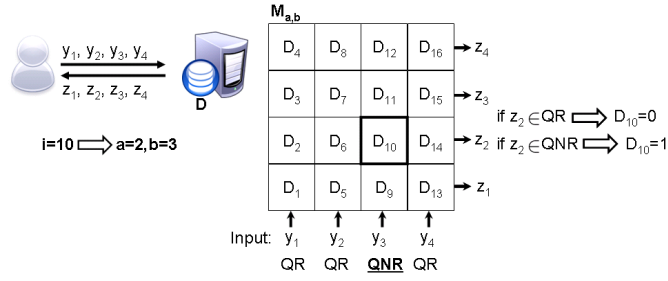 M a,b
y1, y2, y3, y4
z1, z2, z3, z4
D
i=10 a=2,b=3
D4 D8 D12 D16 z4
D3 D7 D11 D15 z3
D2 D6 D10 D14 z2
D1 D5 D9 D13 z1
if z2∈QR D10=0
if z2∈QNR D10=1
Input: y1 y2 y3 y4
QR QR QNR QR